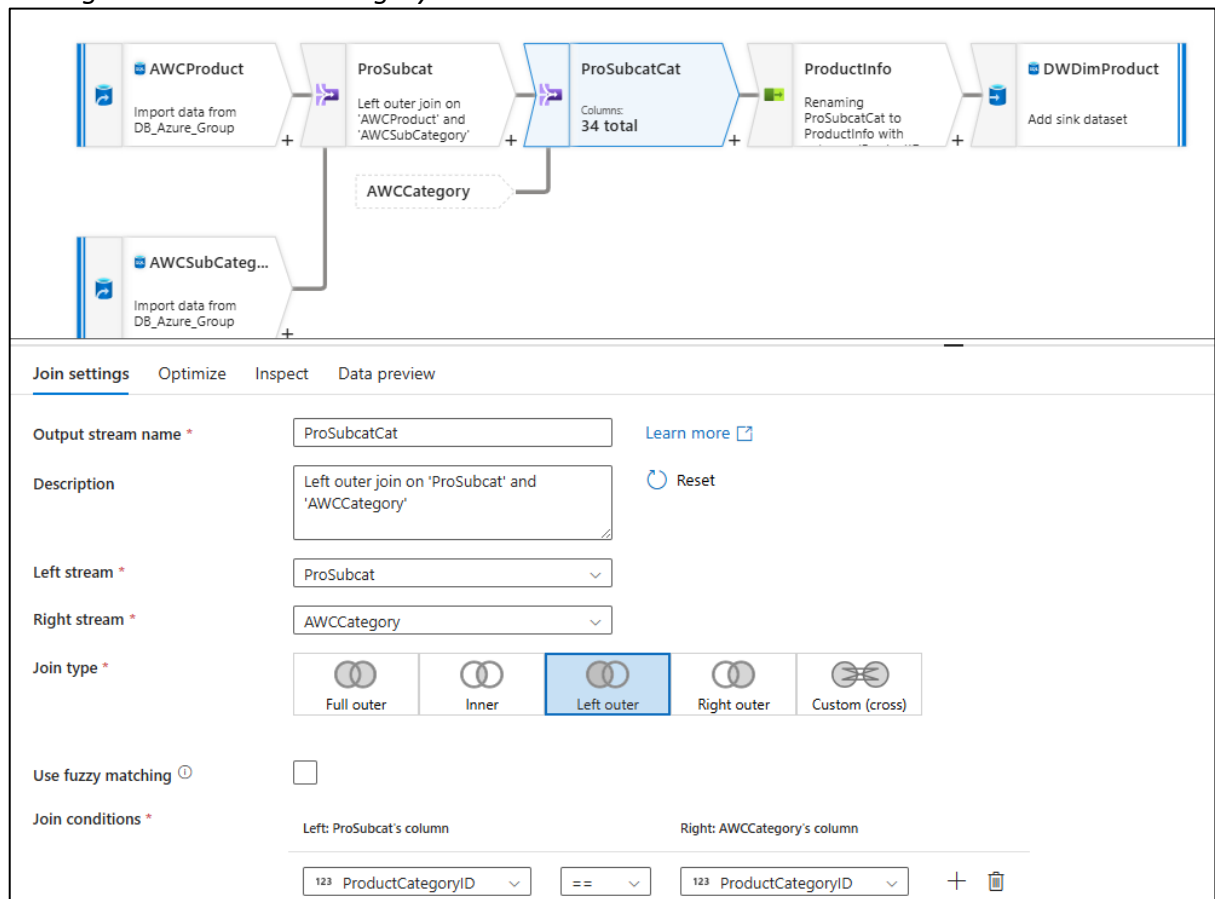 AWCProduct
Import data from
DB_Azure_Group
+
ProSubcat
Left outer join on
'AWCProduct' and
'AWCSubCategory'
+
ProSubcatCat
Columns:
34 total
+
ProductInfo
Renaming
ProSubcatCat to
ProductInfo with
+
DWDimProduct
Add sink dataset
AWCCategory
AWCSubCateg...
Import data from
DB_Azure_Group
+
Join settings Optimize Inspect Data preview
Output stream name * ProSubcatCat Learn more
Description Left outer join on 'ProSubcat' and
'AWCCategory'
Reset
Left stream * ProSubcat
Right stream * AWCCategory
Join type *
Full outer Inner Left outer Right outer Custom (cross)
Use fuzzy matching
Join conditions *
Left: ProSubcat's column Right: AWCCategory's column
123 ProductCategoryID == 123 ProductCategoryID +